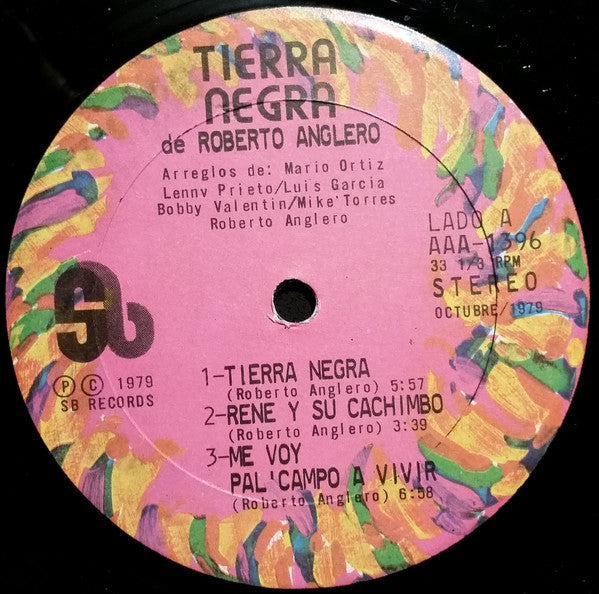 TIERRA
NEGRA
de ROBERTO ANGLERO
Arreglos de: Mario Ortiz
Lenny Prieto/Luis Garcia
Bobby Valentin/Mike Torres
Roberto Anglero
LADO A
AAA-1396
33 1/3 RPM
STEREO
OCTUBRE/1979
SB
Ⓟ © 1979
SB RECORDS
1-TIERRA NEGRA
(Roberto Anglero) 5:57
2-RENE Y SU CACHIMBO
(Roberto Anglero) 3:39
3-ME VOY
PAL'CAMPO A VIVIR
(Roberto Anglero) 6:58